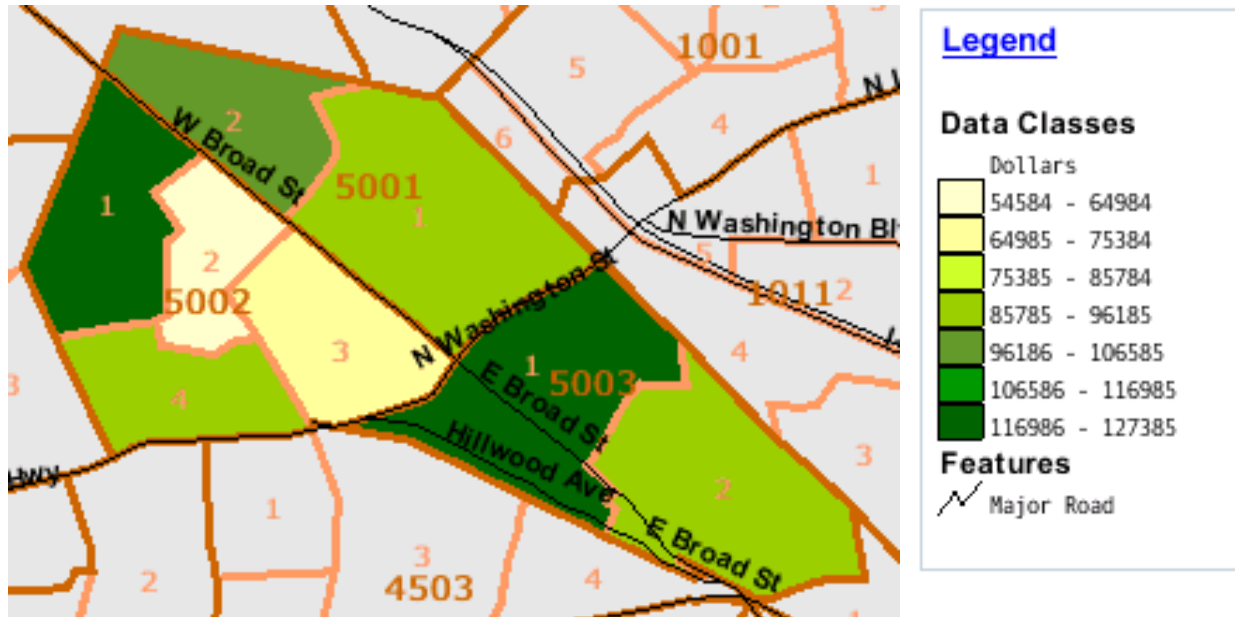 1001
5
N
4
6
2
W Broad St
5001
1
1
1
N Washington Bl
5
2
5002
1011
2
N Washington St
3
1
5003
4
3
4
E Broad St
3
Hillwood Ave
2
Hwy
1
3
E Broad St
2
4503
4
Legend
Data Classes
Dollars
54584 - 64984
64985 - 75384
75385 - 85784
85785 - 96185
96186 - 106585
106586 - 116985
116986 - 127385
Features
Major Road